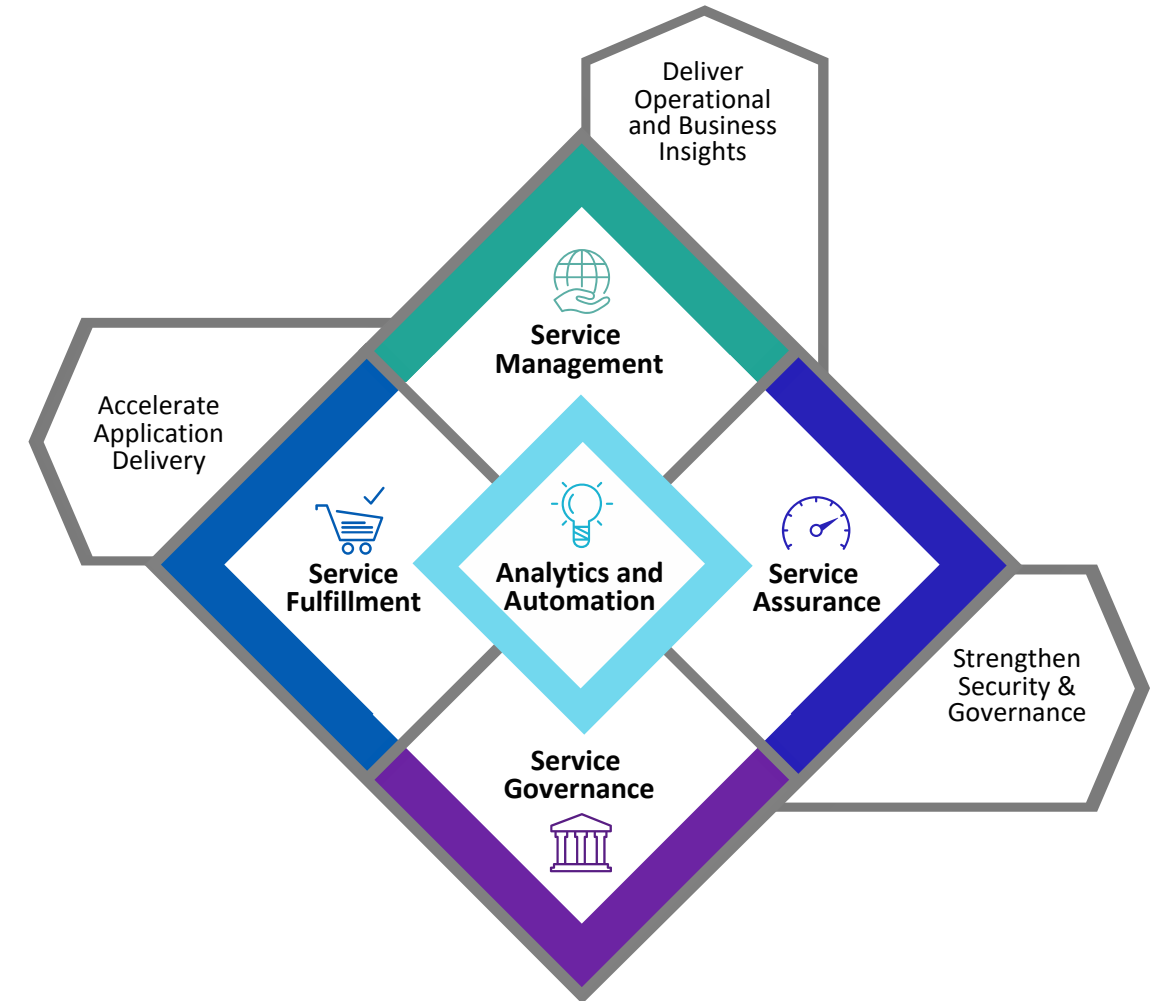 Deliver
Operational
and Business
Insights
Service
Management
Accelerate
Application
Delivery
Service
Fulfillment
Analytics and
Automation
Service
Assurance
Strengthen
Security &
Governance
Service
Governance